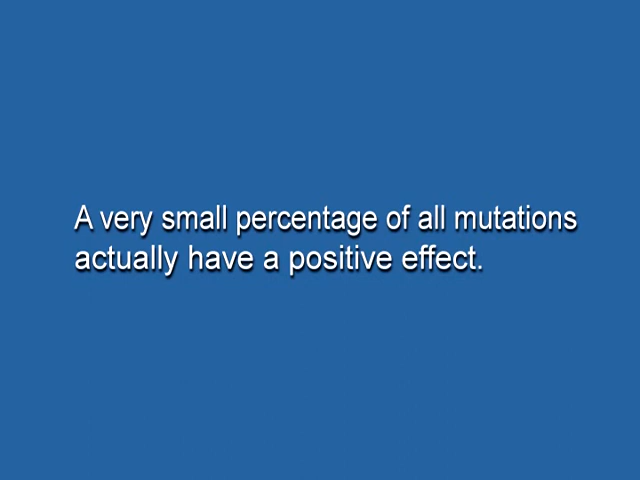 A very small percentage of all mutations
actually have a positive effect.